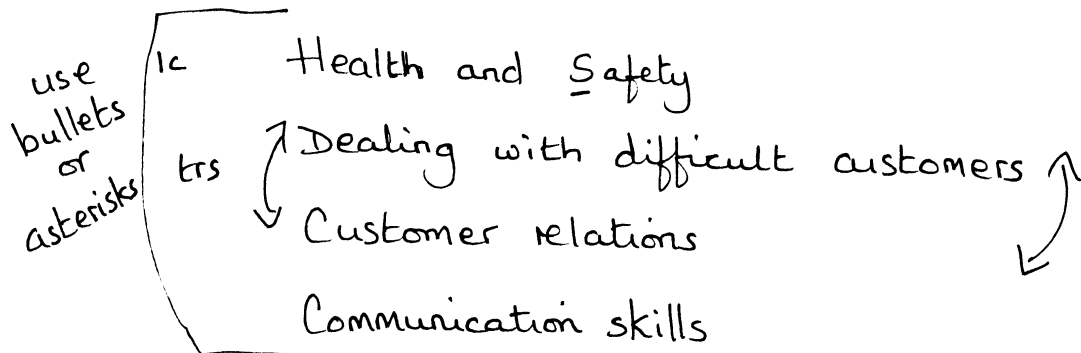 use
bullets
or
asterisks
lc Health and Safety
trs Dealing with difficult customers
Customer relations
Communication skills